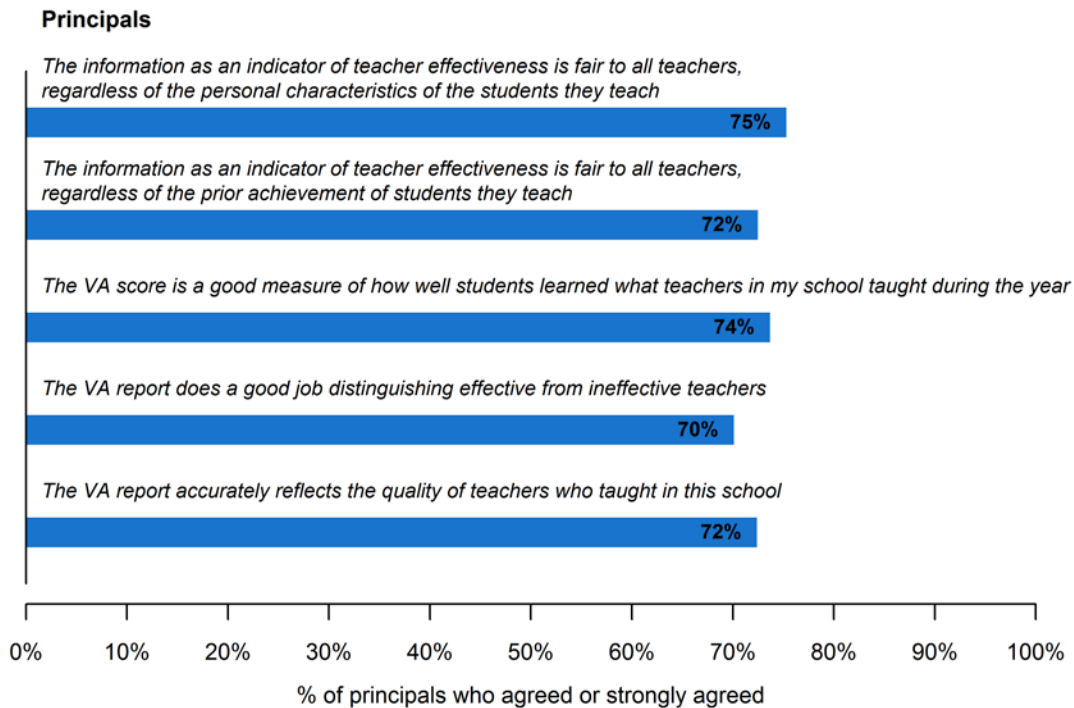 Principals
The information as an indicator of teacher effectiveness is fair to all teachers,
regardless of the personal characteristics of the students they teach
75%
The information as an indicator of teacher effectiveness is fair to all teachers,
regardless of the prior achievement of students they teach
72%
The VA score is a good measure of how well students learned what teachers in my school taught during the year
74%
The VA report does a good job distinguishing effective from ineffective teachers
70%
The VA report accurately reflects the quality of teachers who taught in this school
72%
0% 10% 20% 30% 40% 50% 60% 70% 80% 90% 100%
% of principals who agreed or strongly agreed